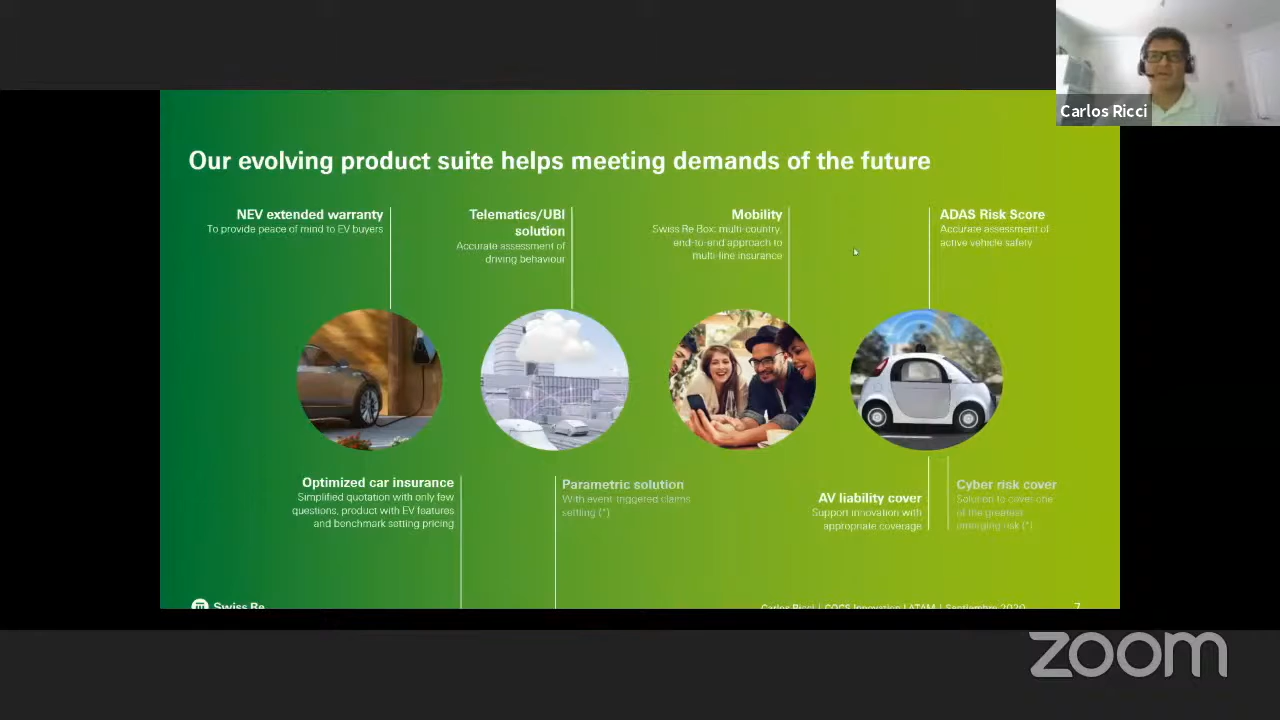 Carlos Ricci
Our evolving product suite helps meeting demands of the future
NEV extended warranty
To provide peace of mind to EV buyers
Telematics/UBI
solution
Accurate assessment of
driving behaviour
Mobility
Swiss Re Box: multi-country,
end-to-end approach to
multi-line insurance
ADAS Risk Score
Accurate assessment of
active vehicle safety
Optimized car insurance
Simplified quotation with only few
questions, product with EV features
and benchmark setting pricing
Parametric solution
With event-triggered claims
settling (*)
AV liability cover
Support innovation with
appropriate coverage
Cyber risk cover
Solution to cover one
of the greatest
emerging risk (*)
Swiss Re
Carlos Ricci | COCS Innovation LATAM | Septiembre 2020
7
zoom